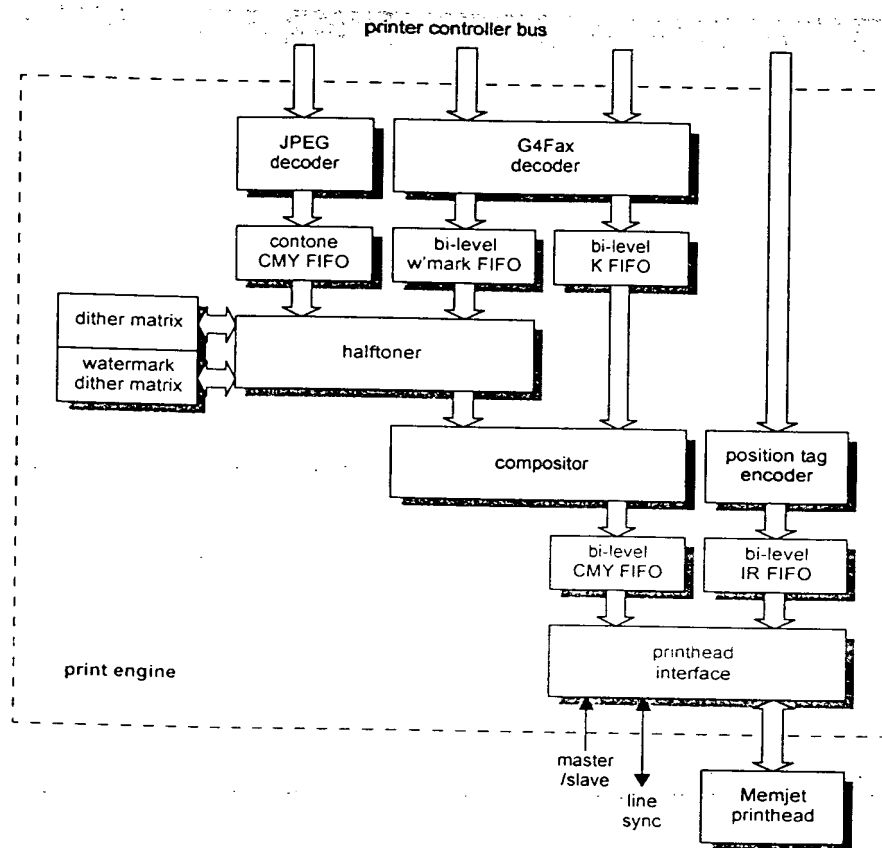 printer controller bus
JPEG
decoder
G4Fax
decoder
contone
CMY FIFO
bi-level
w'mark FIFO
bi-level
K FIFO
dither matrix
watermark
dither matrix
halftoner
compositor
position tag
encoder
bi-level
CMY FIFO
bi-level
IR FIFO
printhead
interface
print engine
master
/slave
line
sync
Memjet
printhead